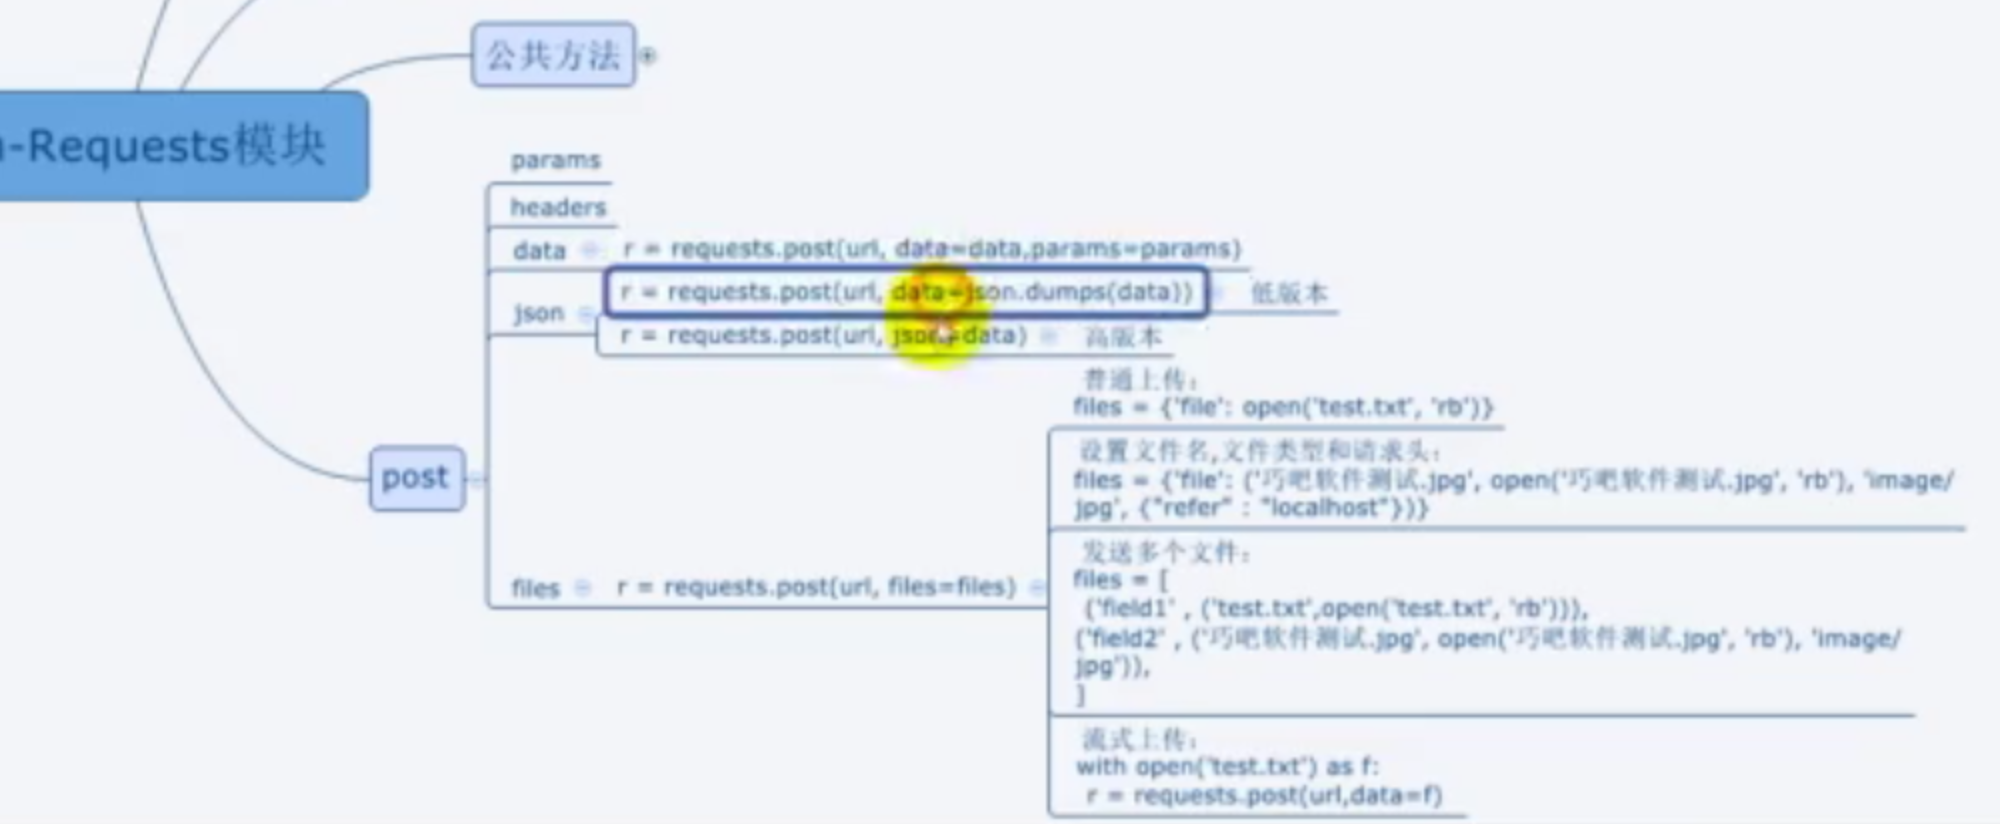 公共方法
-Requests模块
params
headers
data r = requests.post(url, data=data,params=params)
r = requests.post(url, data=json.dumps(data)) 低版本
json
r = requests.post(url, json=data) 高版本
普通上传:
files = {'file': open('test.txt', 'rb')}
设置文件名,文件类型和请求头:
files = {'file': ('巧吧软件测试.jpg', open('巧吧软件测试.jpg', 'rb'), 'image/
jpg', {"refer" : "localhost"})}
post
发送多个文件:
files = [
('field1' , ('test.txt',open('test.txt', 'rb'))),
('field2' , ('巧吧软件测试.jpg', open('巧吧软件测试.jpg', 'rb'), 'image/
jpg')),
]
files r = requests.post(url, files=files)
流式上传:
with open('test.txt') as f:
r = requests.post(url,data=f)